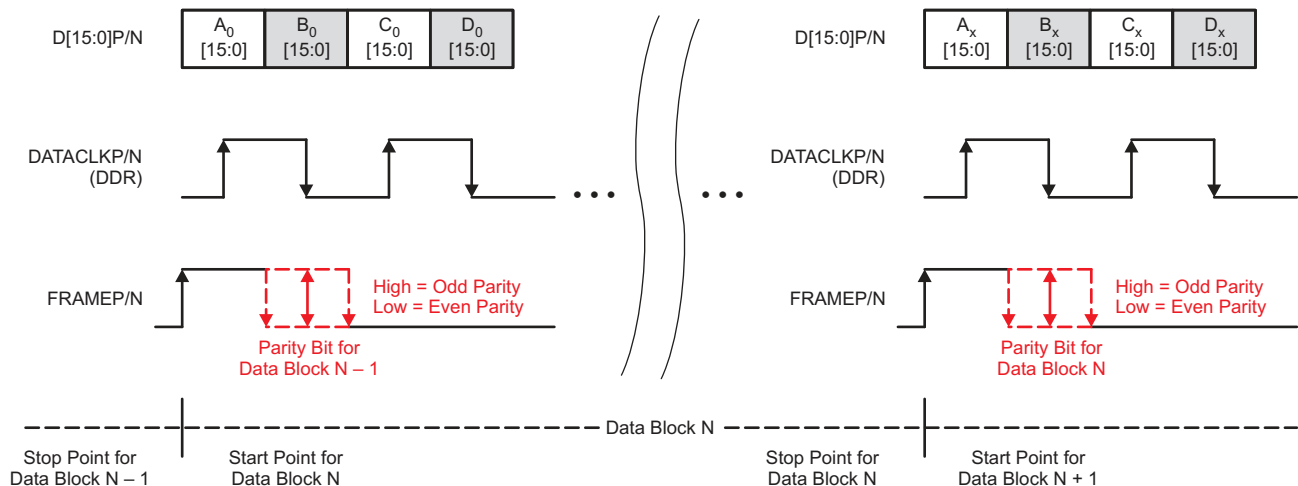 D[15:0]P/N
A0
[15:0]
B0
[15:0]
C0
[15:0]
D0
[15:0]
D[15:0]P/N
Ax
[15:0]
Bx
[15:0]
Cx
[15:0]
Dx
[15:0]
DATACLKP/N
(DDR)
DATACLKP/N
(DDR)
FRAMEP/N
High = Odd Parity
Low = Even Parity
Parity Bit for
Data Block N – 1
FRAMEP/N
High = Odd Parity
Low = Even Parity
Parity Bit for
Data Block N
Data Block N
Stop Point for
Data Block N – 1
Start Point for
Data Block N
Stop Point for
Data Block N
Start Point for
Data Block N + 1